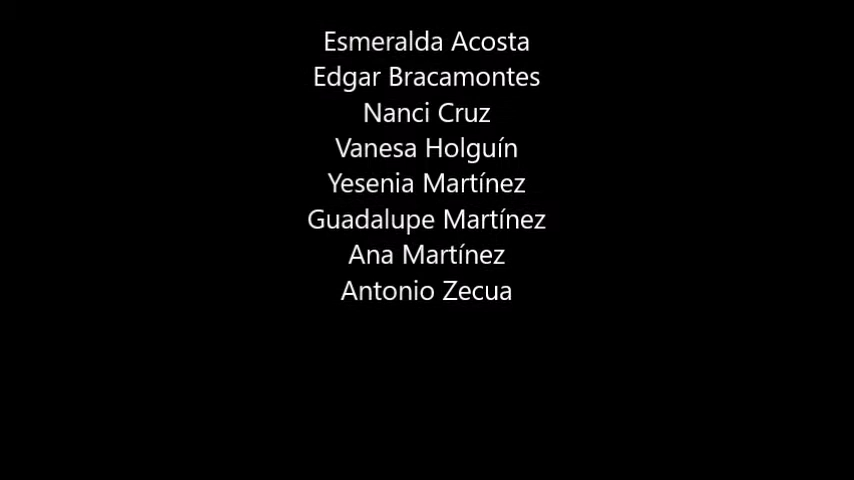 Esmeralda Acosta
Edgar Bracamontes
Nanci Cruz
Vanesa Holguín
Yesenia Martínez
Guadalupe Martínez
Ana Martínez
Antonio Zecua